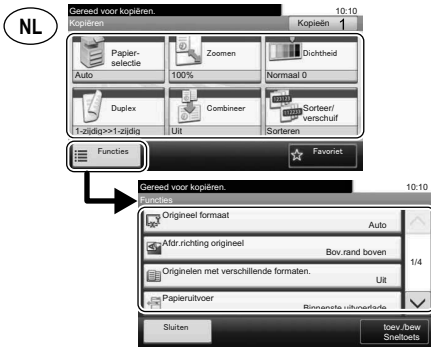 NL
Gereed voor kopiëren. 10:10
Kopiëren Kopieën 1
Papier-
selectie
Auto
Zoomen
100%
Dichtheid
Normaal 0
Duplex
1-zijdig>>1-zijdig
Combineer
Uit
Sorteer/
verschuif
Sorteren
Functies
Favoriet
Gereed voor kopiëren. 10:10
Functies
Origineel formaat
Auto
Afdr.richting origineel
Bov.rand boven
1/4
Originelen met verschillende formaten.
Uit
Papieruitvoer
Binnenste uitvoerlade
Sluiten
toev./bew
Sneltoets